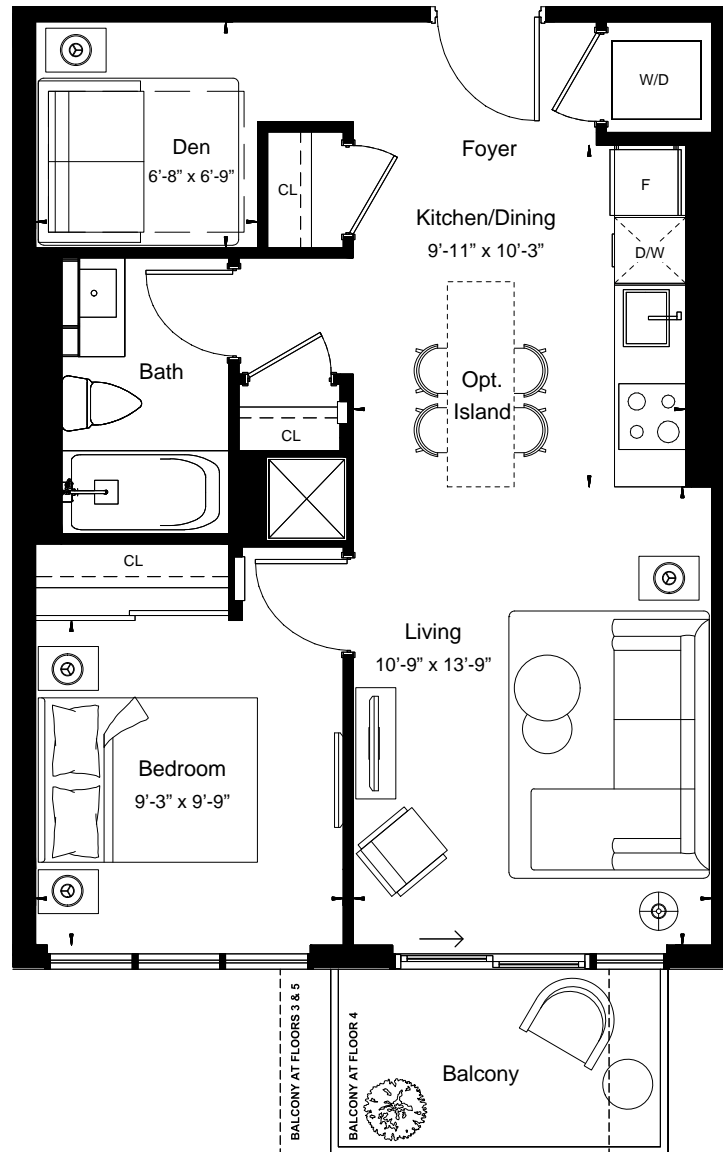 W/D
Den
6’-8” x 6’-9”
Foyer
CL
F
Kitchen/Dining
9’-11” x 10’-3”
D/W
Bath
Opt.
Island
CL
CL
Living
10’-9” x 13’-9”
Bedroom
9’-3” x 9’-9”
BALCONY AT FLOORS 3 & 5
BALCONY AT FLOOR 4
Balcony